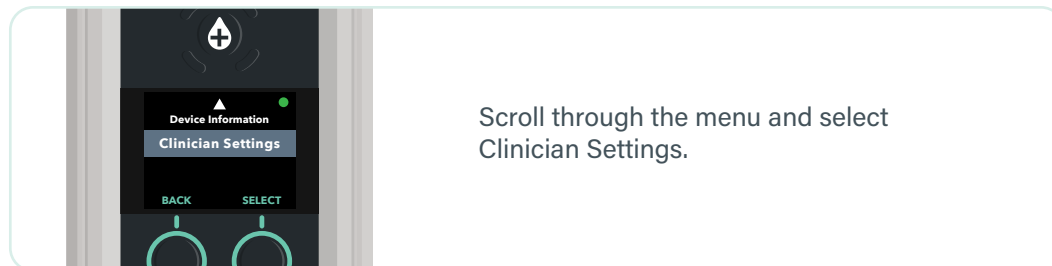 Device Information
Clinician Settings
BACK SELECT
Scroll through the menu and select
Clinician Settings.